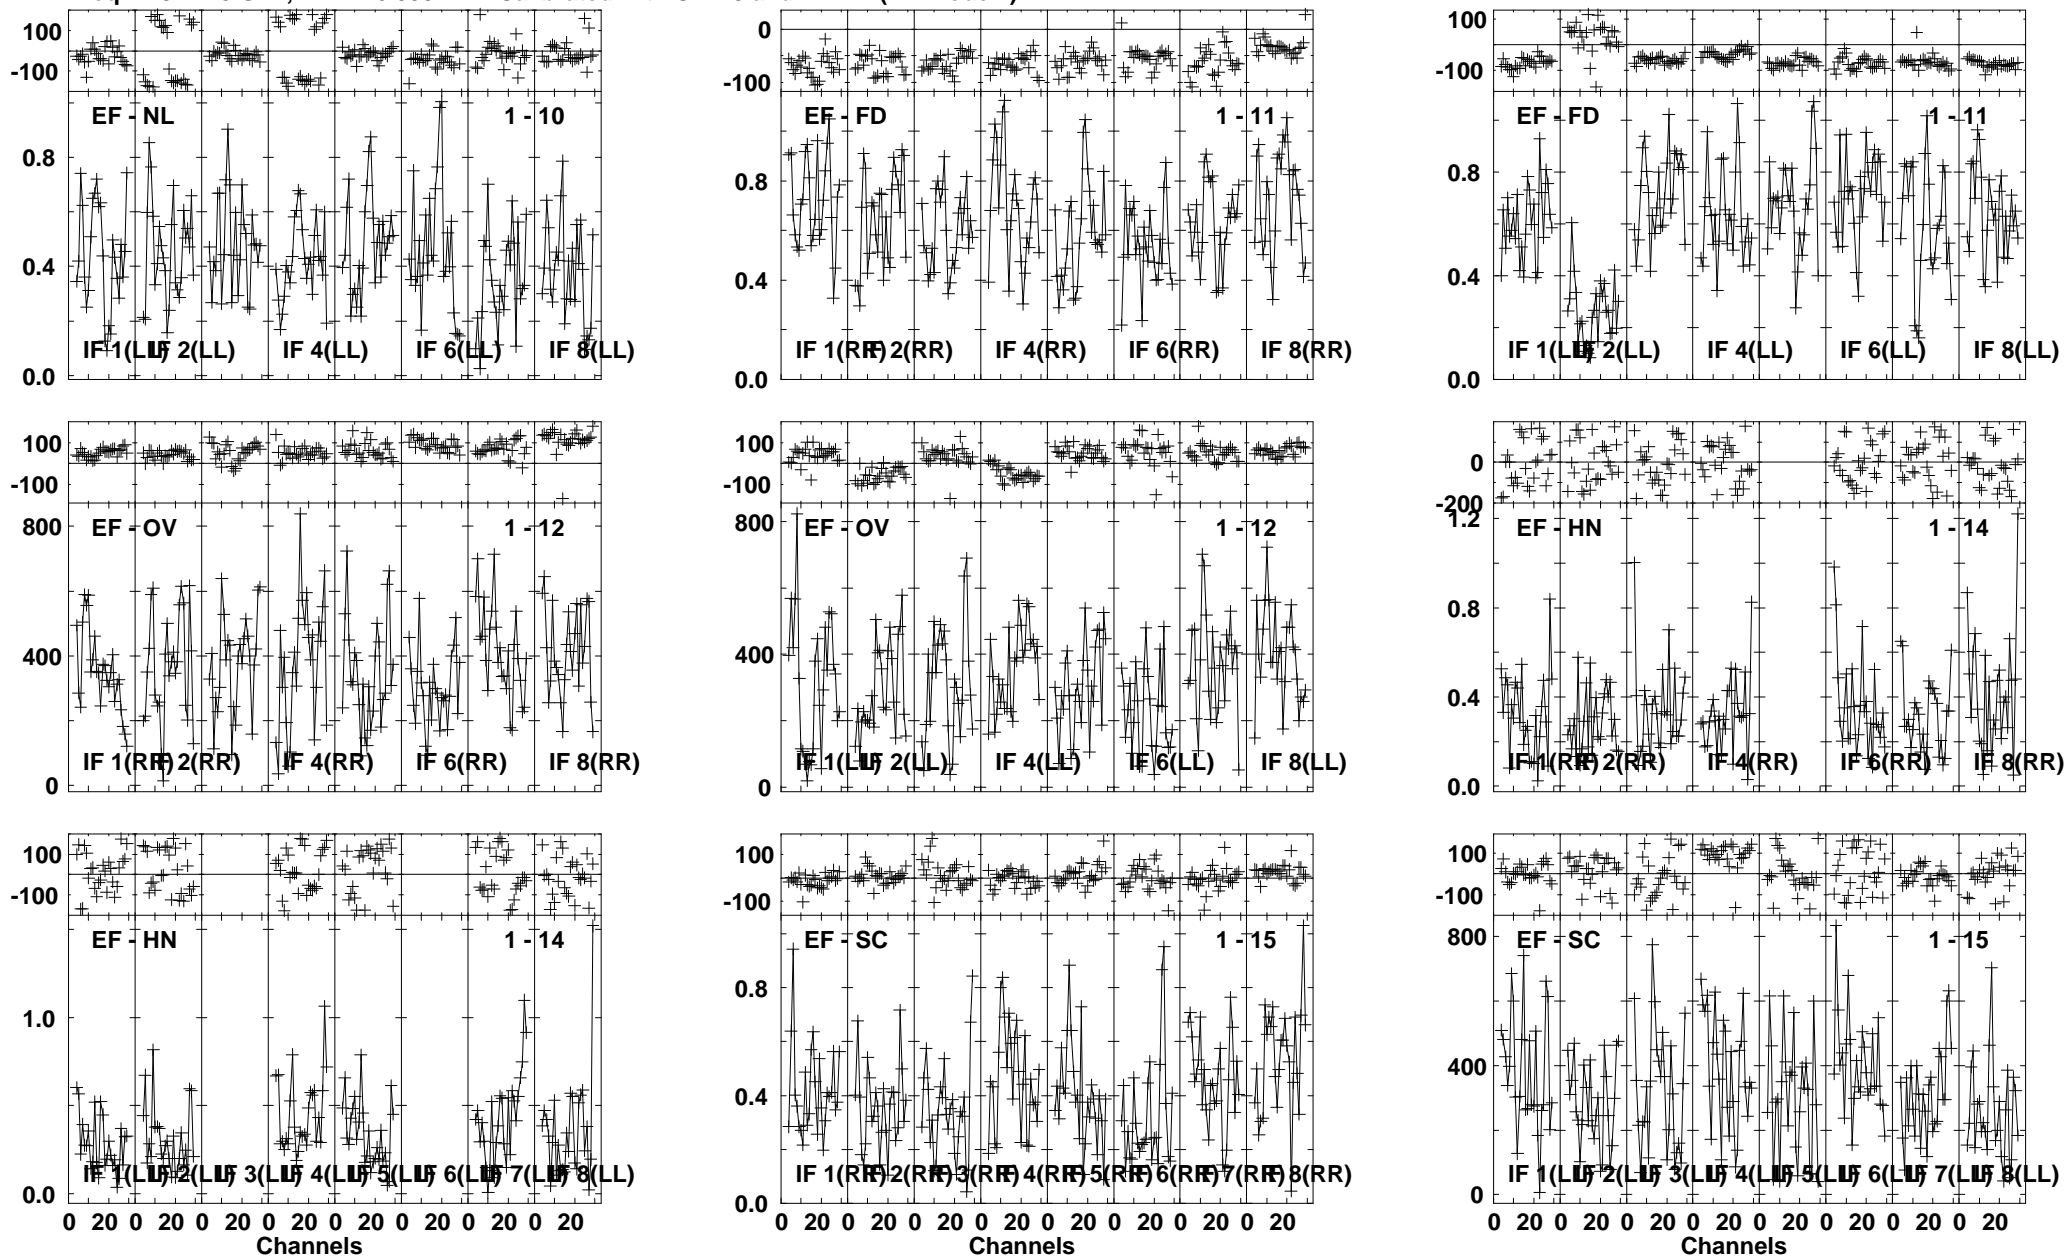 100
-100
EF - NL
1 - 10
0.8
0.4
0.0
IF 1(LL) IF 2(LL) IF 4(LL) IF 6(LL) IF 8(LL)
0
-100
EF - FD
1 - 11
0.8
0.4
0.0
IF 1(RR) IF 2(RR) IF 4(RR) IF 6(RR) IF 8(RR)
100
-100
EF - FD
1 - 11
0.8
0.4
0.0
IF 1(LL) IF 2(LL) IF 4(LL) IF 6(LL) IF 8(LL)
100
-100
EF - OV
1 - 12
800
400
0
IF 1(RR) IF 2(RR) IF 4(RR) IF 6(RR) IF 8(RR)
100
-100
EF - OV
1 - 12
800
400
0
IF 1(LL) IF 2(LL) IF 4(LL) IF 6(LL) IF 8(LL)
0
-200
1.2
EF - HN
1 - 14
0.8
0.4
0.0
IF 1(RR) IF 2(RR) IF 4(RR) IF 6(RR) IF 8(RR)
100
-100
EF - HN
1 - 14
1.0
0.0
IF 1(LL) IF 2(LL) IF 3(LL) IF 4(LL) IF 5(LL) IF 6(LL) IF 7(LL) IF 8(LL)
0 20 0 20 0 20 0 20 0 20 0 20 0 20 0 20
Channels
100
-100
EF - SC
1 - 15
0.8
0.4
0.0
IF 1(RR) IF 2(RR) IF 3(RR) IF 4(RR) IF 5(RR) IF 6(RR) IF 7(RR) IF 8(RR)
0 20 0 20 0 20 0 20 0 20 0 20 0 20 0 20
Channels
100
-100
EF - SC
1 - 15
800
400
0
IF 1(LL) IF 2(LL) IF 3(LL) IF 4(LL) IF 5(LL) IF 6(LL) IF 7(LL) IF 8(LL)
0 20 0 20 0 20 0 20 0 20 0 20 0 20 0 20
Channels